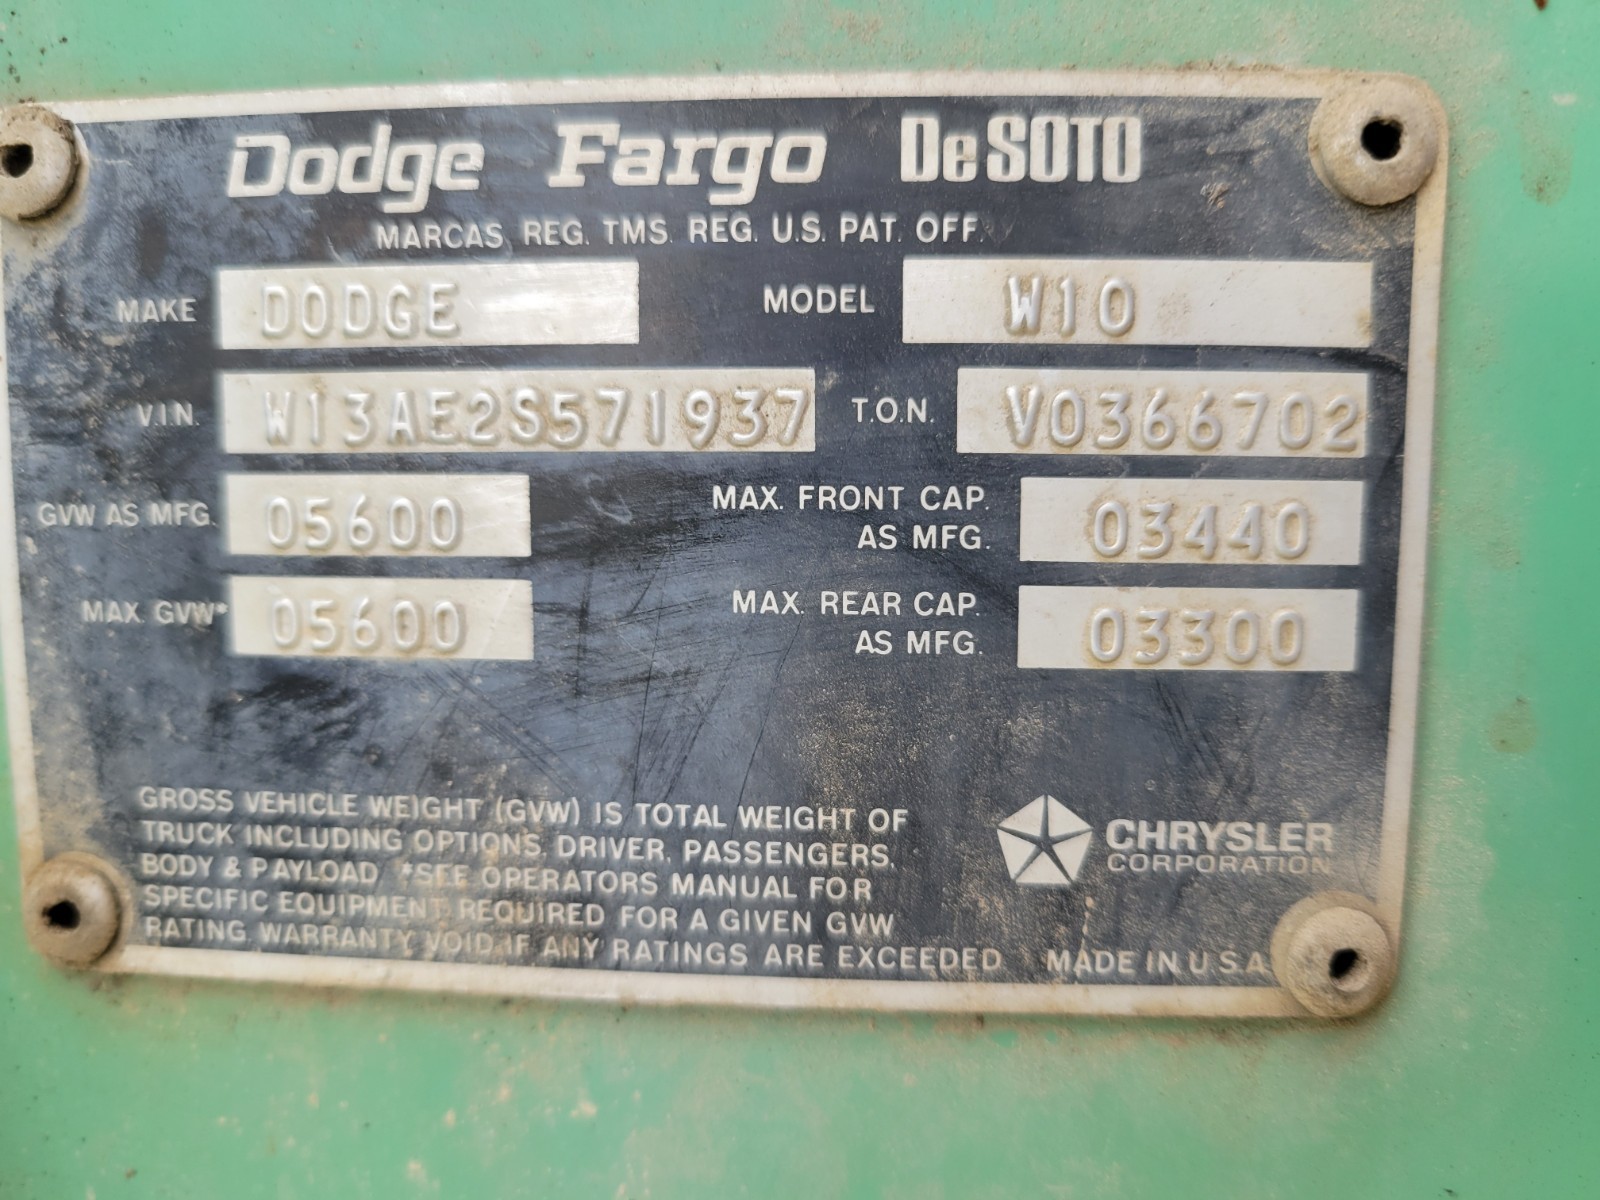 Dodge Fargo DeSOTO
MARCAS REG. TMS. REG. U.S. PAT. OFF.
MAKE DODGE MODEL W10
V.I.N. W13AE2S571937 T.O.N. V0366702
GVW AS MFG. 05600 MAX. FRONT CAP. AS MFG. 03440
MAX. GVW* 05600 MAX. REAR CAP. AS MFG. 03300
GROSS VEHICLE WEIGHT (GVW) IS TOTAL WEIGHT OF
TRUCK INCLUDING OPTIONS, DRIVER, PASSENGERS,
BODY & PAYLOAD *SEE OPERATORS MANUAL FOR
SPECIFIC EQUIPMENT REQUIRED FOR A GIVEN GVW
RATING. WARRANTY VOID IF ANY RATINGS ARE EXCEEDED
CHRYSLER
CORPORATION
MADE IN U.S.A.